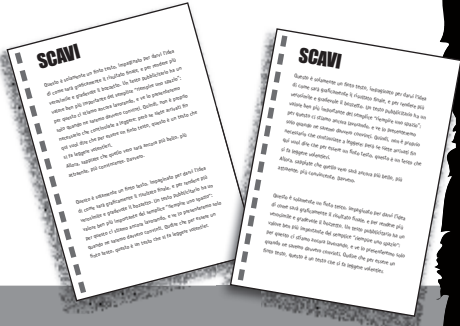 SCAVI
Questo è solamente un finto testo. Impaginato per darvi l'idea
di come sarà graficamente il risultato finale, e per rendere più
verosimile e gradevole il bozzetto. Un testo pubblicitario ha un
valore ben più importante del semplice "riempire uno spazio";
per questo ci stiamo ancora lavorando, e ve lo presenteremo
solo quando ne saremo davvero convinti. Quindi, non è proprio
necessario che cominciate a leggere; però se siete arrivati fin
qui vuol dire che per essere un finto testo, questo è un testo che
si fa leggere volentieri.
Allora, sappiate che quello vero sarà ancora più bello, più
attraente, più convincente. Davvero.
Questo è solamente un finto testo. Impaginato per darvi l'idea
di come sarà graficamente il risultato finale, e per rendere più
verosimile e gradevole il bozzetto. Un testo pubblicitario ha un
valore ben più importante del semplice "riempire uno spazio";
per questo ci stiamo ancora lavorando, e ve lo presenteremo solo
quando ne saremo davvero convinti. Quello che per essere un
finto testo, questo è un testo che si fa leggere volentieri.
SCAVI
Questo è solamente un finto testo. Impaginato per darvi l'idea
di come sarà graficamente il risultato finale, e per rendere più
verosimile e gradevole il bozzetto. Un testo pubblicitario ha un
valore ben più importante del semplice "riempire uno spazio";
per questo ci stiamo ancora lavorando, e ve lo presenteremo
solo quando ne saremo davvero convinti. Quindi, non è proprio
necessario che cominciate a leggere; però se siete arrivati fin
qui vuol dire che per essere un finto testo, questo è un testo che
si fa leggere volentieri.
Allora, sappiate che quello vero sarà ancora più bello, più
attraente, più convincente. Davvero.
Questo è solamente un finto testo. Impaginato per darvi l'idea
di come sarà graficamente il risultato finale, e per rendere più
verosimile e gradevole il bozzetto. Un testo pubblicitario ha un
valore ben più importante del semplice "riempire uno spazio";
per questo ci stiamo ancora lavorando, e ve lo presenteremo solo
quando ne saremo davvero convinti. Quello che per essere un
finto testo, questo è un testo che si fa leggere volentieri.